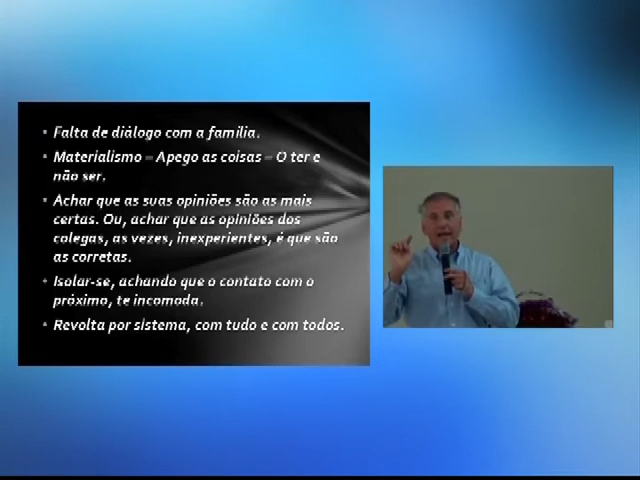 Falta de diálogo com a família.
Materialismo – Apego as coisas – O ter e
não ser.
Achar que as suas opiniões são as mais
certas. Ou, achar que as opiniões dos
colegas, as vezes, inexperientes, é que são
as corretas.
Isolar-se, achando que o contato com o
próximo, te incomoda.
Revolta por sistema, com tudo e com todos.